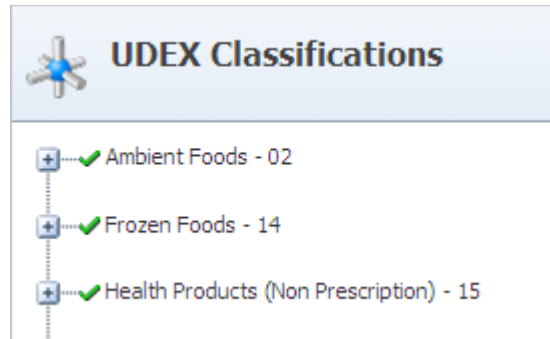 UDEX Classifications
Ambient Foods - 02
Frozen Foods - 14
Health Products (Non Prescription) - 15